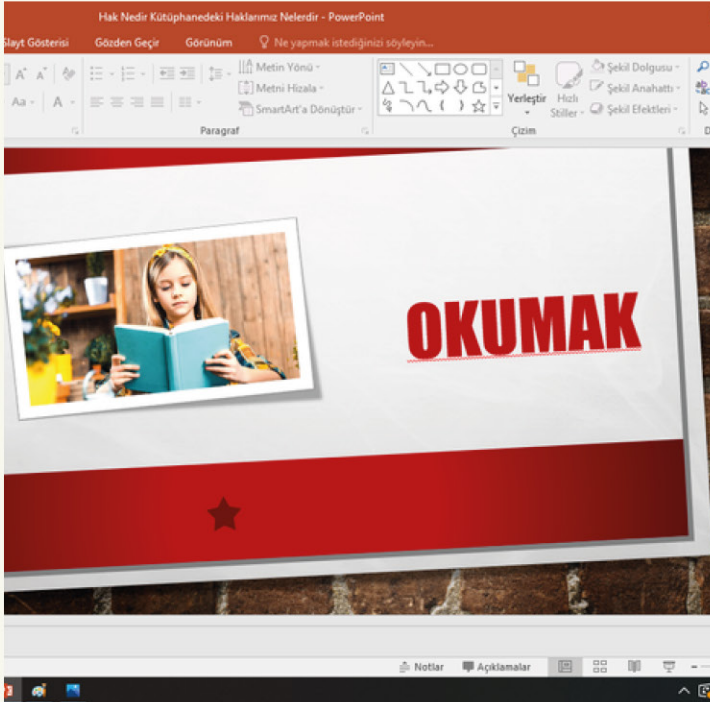 Hak Nedir Kütüphanedeki Haklarımız Nelerdir - PowerPoint
Slayt Gösterisi Gözden Geçir Görünüm Ne yapmak istediğinizi söyleyin...
Metin Yönü
Şekil Dolgusu
Metni Hizala
Şekil Anahattı
Aa A
SmartArt'a Dönüştür
Yerleştir Hızlı Stiller
Şekil Efektleri
Paragraf Çizim
OKUMAK
Notlar Açıklamalar